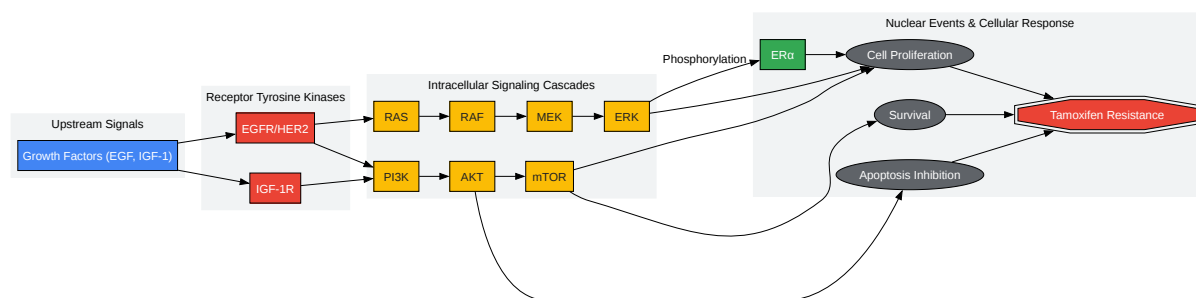 Nuclear Events & Cellular Response
Phosphorylation
ERα
Cell Proliferation
Intracellular Signaling Cascades
Receptor Tyrosine Kinases
Upstream Signals
RAS
RAF
MEK
ERK
Survival
Tamoxifen Resistance
EGFR/HER2
Growth Factors (EGF, IGF-1)
PI3K
AKT
mTOR
Apoptosis Inhibition
IGF-1R